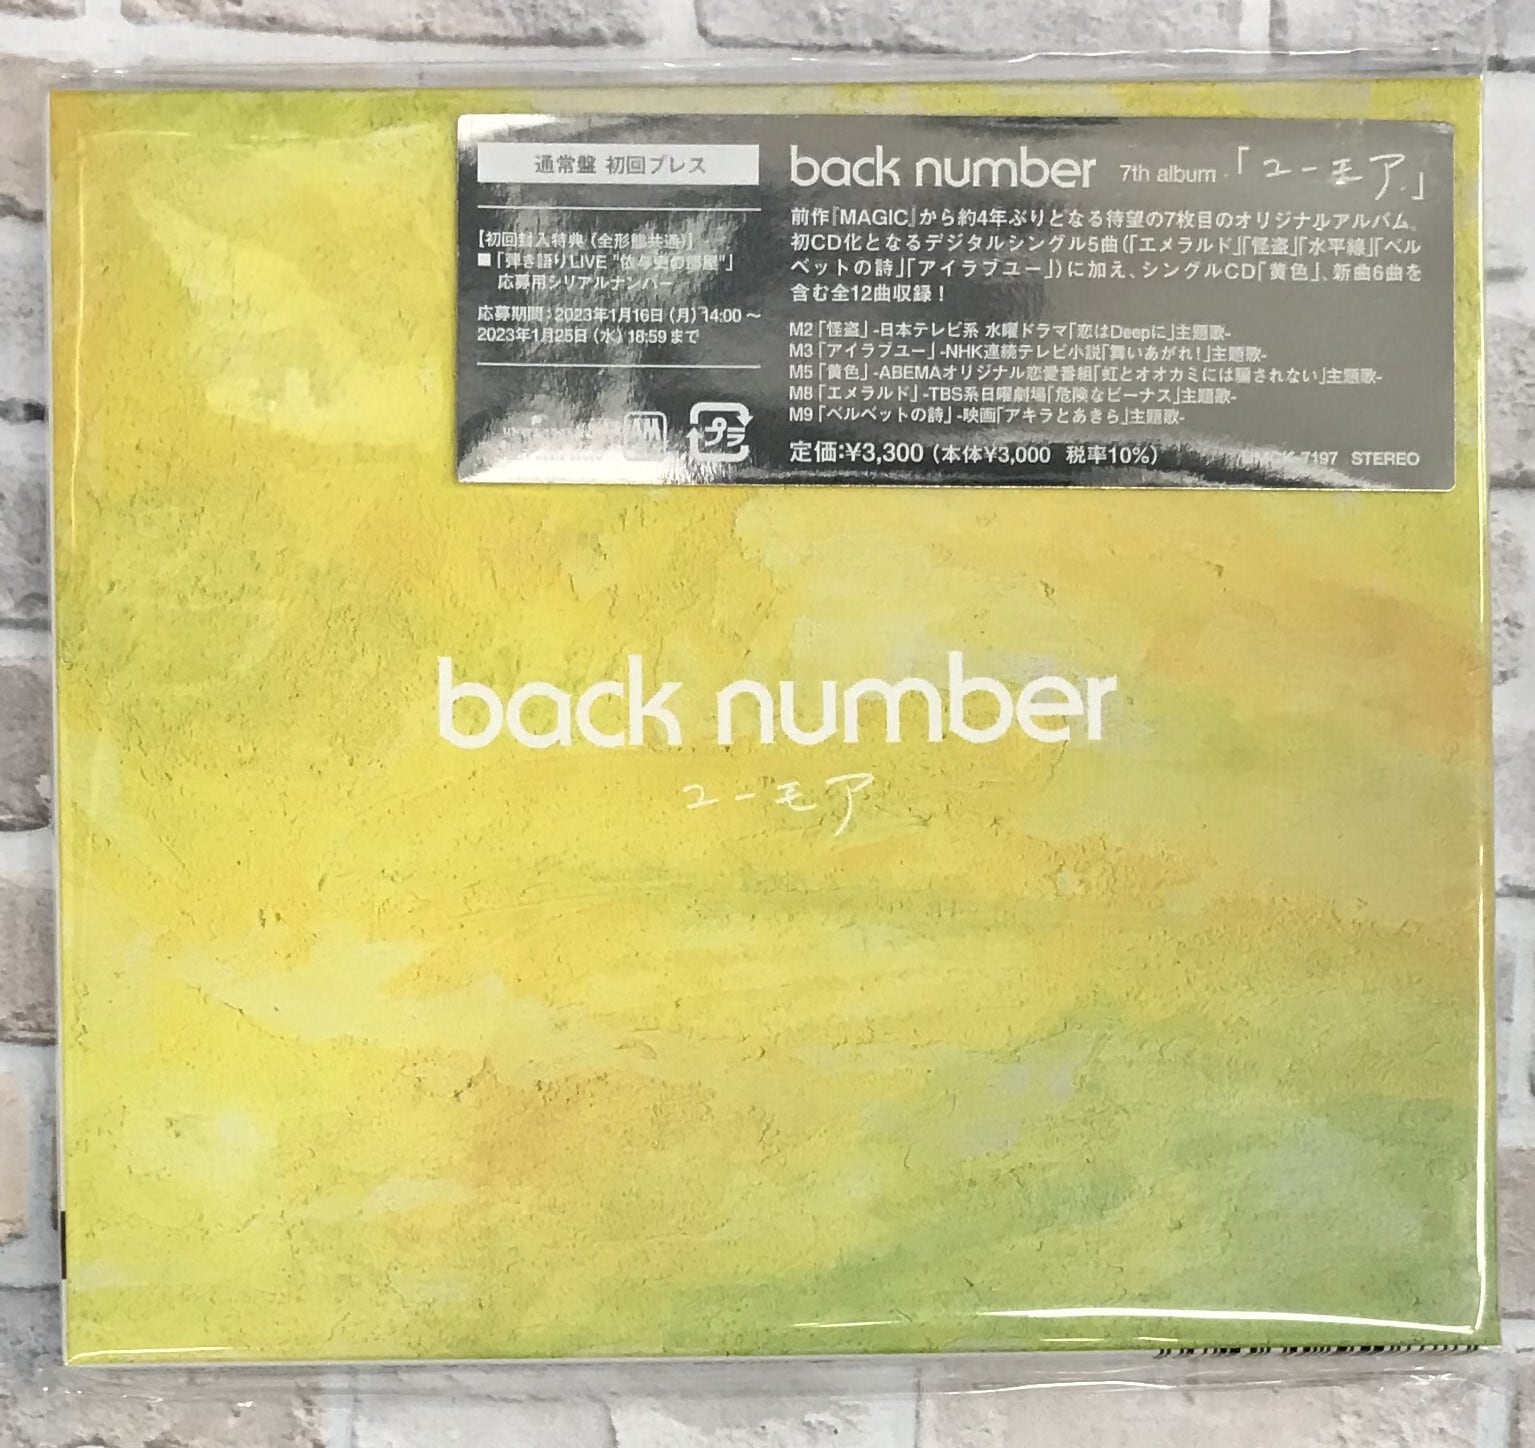 通常盤 初回プレス
【初回封入特典（全形態共通）】
■「弾き語りLIVE "依与吏の部屋"」
応募用シリアルナンバー
応募期間：2023年1月16日（月）14:00～
2023年1月25日（水）18:59まで
プラ
back number 7th album 「ユーモア」
前作『MAGIC』から約4年ぶりとなる待望の7枚目のオリジナルアルバム。
初CD化となるデジタルシングル5曲（「エメラルド」「怪盗」「水平線」「ベル
ベットの詩」「アイラブユー」）に加え、シングルCD「黄色」、新曲6曲を
含む全12曲収録！
M2「怪盗」-日本テレビ系 水曜ドラマ「恋はDeepに」主題歌-
M3「アイラブユー」-NHK連続テレビ小説「舞いあがれ！」主題歌-
M5「黄色」-ABEMAオリジナル恋愛番組「虹とオオカミには騙されない」主題歌-
M8「エメラルド」-TBS系日曜劇場「危険なビーナス」主題歌-
M9「ベルベットの詩」-映画「アキラとあきら」主題歌-
定価：¥3,300（本体¥3,000 税率10%） UMCK-7197 STEREO
back number
ユーモア